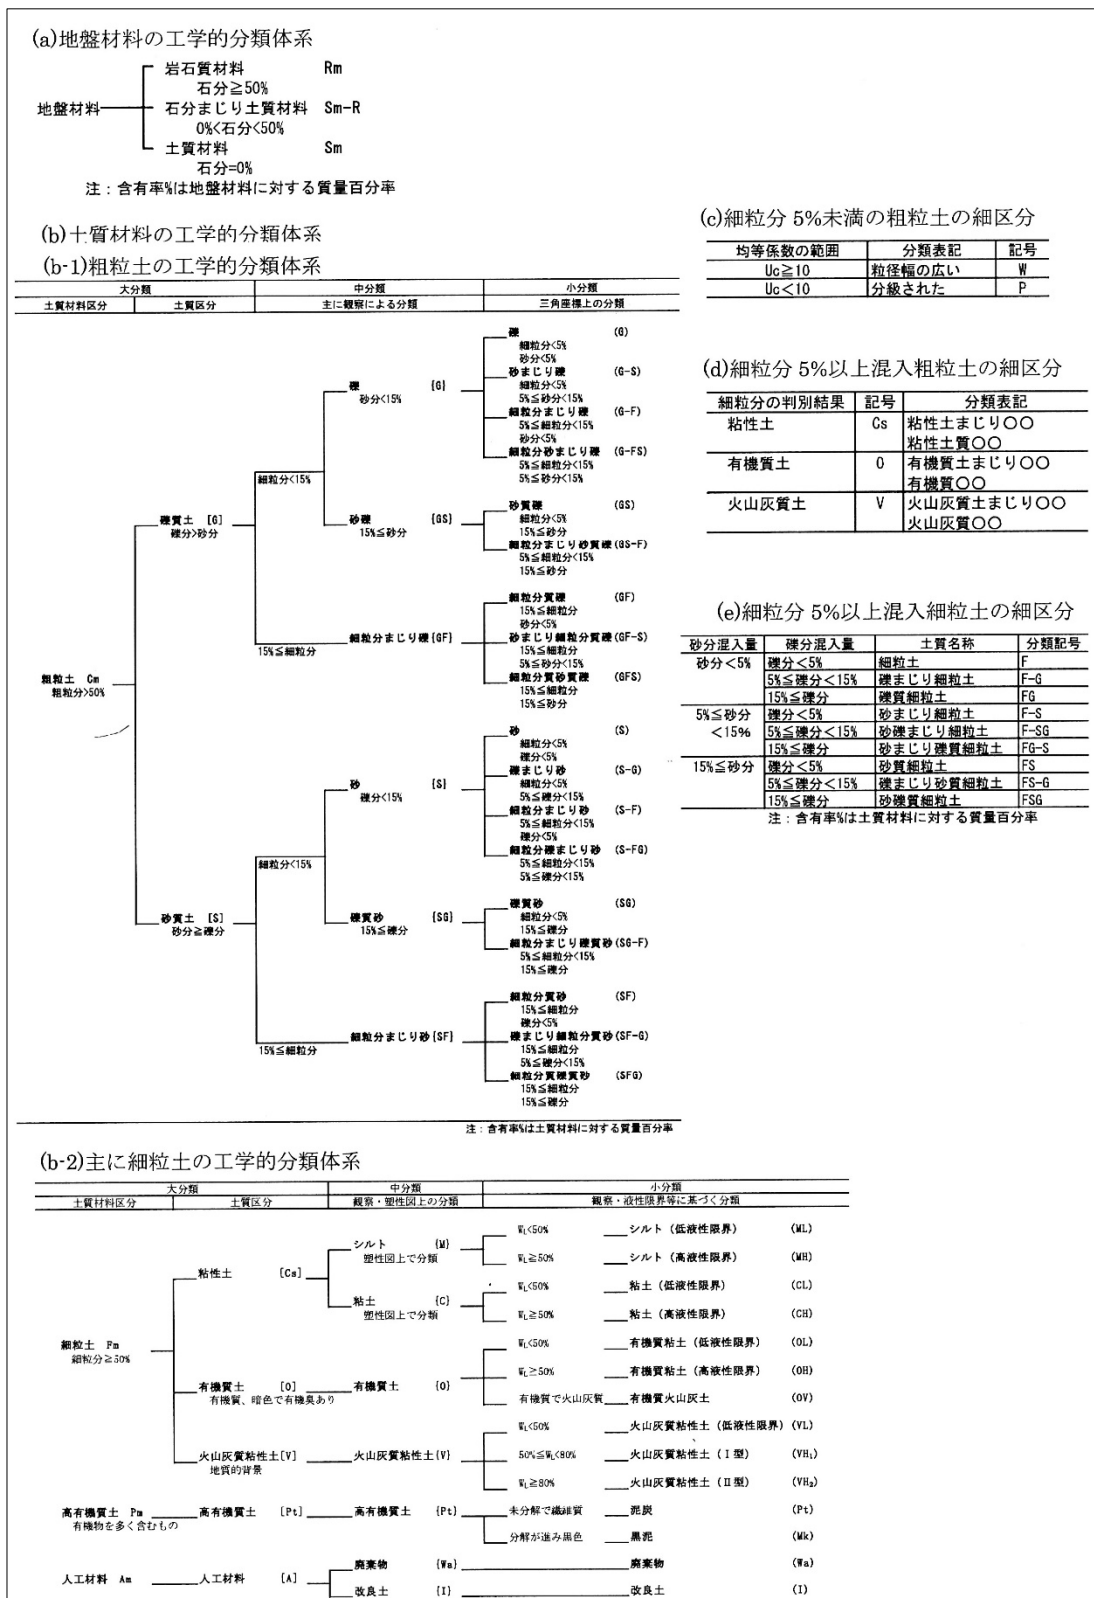 (a)地盤材料の工学的分類体系
地盤材料
岩石質材料 Rm
石分≧50%
石分まじり土質材料 Sm-R
0%<石分<50%
土質材料 Sm
石分=0%
注：含有率%は地盤材料に対する質量百分率
(b)土質材料の工学的分類体系
(b-1)粗粒土の工学的分類体系
大分類 中分類 小分類
土質材料区分 土質区分 主に観察による分類 三角座標上の分類
粗粒土 Cm
粗粒分>50%
礫質土 [G]
礫分>砂分
細粒分<15%
礫 {G}
砂分<15%
礫 (G)
細粒分<5%
砂分<5%
砂まじり礫 (G-S)
細粒分<5%
5%≦砂分<15%
細粒分まじり礫 (G-F)
5%≦細粒分<15%
砂分<5%
細粒分砂まじり礫 (G-FS)
5%≦細粒分<15%
5%≦砂分<15%
砂礫 {GS}
15%≦砂分
砂質礫 (GS)
細粒分<5%
15%≦砂分
細粒分まじり砂質礫(GS-F)
5%≦細粒分<15%
15%≦砂分
15%≦細粒分
細粒分まじり礫{GF}
細粒分質礫 (GF)
15%≦細粒分
砂分<5%
砂まじり細粒分質礫(GF-S)
15%≦細粒分
5%≦砂分<15%
細粒分質砂質礫 (GFS)
15%≦細粒分
15%≦砂分
砂質土 [S]
砂分≧礫分
細粒分<15%
砂 {S}
礫分<15%
砂 (S)
細粒分<5%
礫分<5%
礫まじり砂 (S-G)
細粒分<5%
5%≦礫分<15%
細粒分まじり砂 (S-F)
5%≦細粒分<15%
礫分<5%
細粒分礫まじり砂 (S-FG)
5%≦細粒分<15%
5%≦礫分<15%
礫質砂 {SG}
15%≦礫分
礫質砂 (SG)
細粒分<5%
15%≦礫分
細粒分まじり礫質砂(SG-F)
5%≦細粒分<15%
15%≦礫分
15%≦細粒分
細粒分まじり砂{SF}
細粒分質砂 (SF)
15%≦細粒分
礫分<5%
礫まじり細粒分質砂(SF-G)
15%≦細粒分
5%≦礫分<15%
細粒分質礫質砂 (SFG)
15%≦細粒分
15%≦礫分
注：含有率%は土質材料に対する質量百分率
(c)細粒分 5%未満の粗粒土の細区分
均等係数の範囲 分類表記 記号
Uc≧10 粒径幅の広い W
Uc<10 分級された P
(d)細粒分 5%以上混入粗粒土の細区分
細粒分の判別結果 記号 分類表記
粘性土 Cs 粘性土まじり○○
粘性土質○○
有機質土 O 有機質土まじり○○
有機質○○
火山灰質土 V 火山灰質土まじり○○
火山灰質○○
(e)細粒分 5%以上混入細粒土の細区分
砂分混入量 礫分混入量 土質名称 分類記号
砂分<5% 礫分<5% 細粒土 F
5%≦礫分<15% 礫まじり細粒土 F-G
15%≦礫分 礫質細粒土 FG
5%≦砂分 礫分<5% 砂まじり細粒土 F-S
<15% 5%≦礫分<15% 砂礫まじり細粒土 F-SG
15%≦礫分 砂まじり礫質細粒土 FG-S
15%≦砂分 礫分<5% 砂質細粒土 FS
5%≦礫分<15% 礫まじり砂質細粒土 FS-G
15%≦礫分 砂礫質細粒土 FSG
注：含有率%は土質材料に対する質量百分率
(b-2)主に細粒土の工学的分類体系
大分類 中分類 小分類
土質材料区分 土質区分 観察・塑性図上の分類 観察・液性限界等に基づく分類
細粒土 Fm
細粒分≧50%
粘性土 [Cs]
シルト {M}
塑性図上で分類
WL<50% シルト（低液性限界） (ML)
WL≧50% シルト（高液性限界） (MH)
粘土 {C}
塑性図上で分類
WL<50% 粘土（低液性限界） (CL)
WL≧50% 粘土（高液性限界） (CH)
有機質土 [O] 有機質土 {O}
有機質、暗色で有機臭あり
WL<50% 有機質粘土（低液性限界） (OL)
WL≧50% 有機質粘土（高液性限界） (OH)
有機質で火山灰質 有機質火山灰土 (OV)
火山灰質粘性土[V] 火山灰質粘性土{V}
地質的背景
WL<50% 火山灰質粘性土（低液性限界） (VL)
50%≦WL<80% 火山灰質粘性土（Ⅰ型） (VH₁)
WL≧80% 火山灰質粘性土（Ⅱ型） (VH₂)
高有機質土 Pm 高有機質土 [Pt] 高有機質土 {Pt}
有機物を多く含むもの
未分解で繊維質 泥炭 (Pt)
分解が進み黒色 黒泥 (Mk)
人工材料 Am 人工材料 [A]
廃棄物 {Wa} 廃棄物 (Wa)
改良土 {I} 改良土 (I)